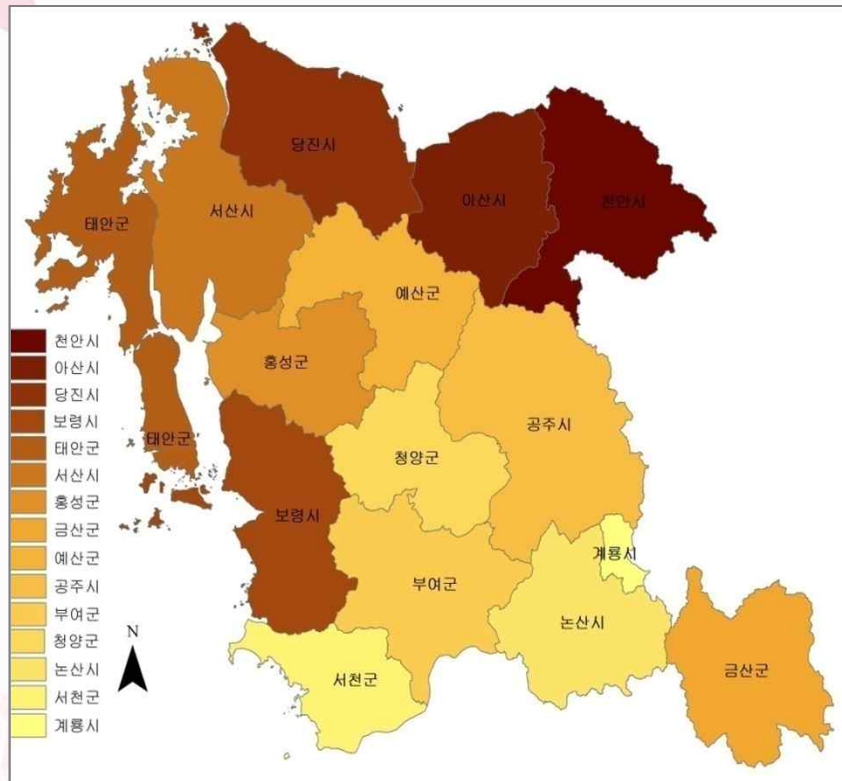 당진시
아산시
천안시
서산시
태안군
예산군
홍성군
공주시
청양군
태안군
보령시
계룡시
부여군
논산시
서천군
금산군
N
천안시
아산시
당진시
보령시
태안군
서산시
홍성군
금산군
예산군
공주시
부여군
청양군
논산시
서천군
계룡시